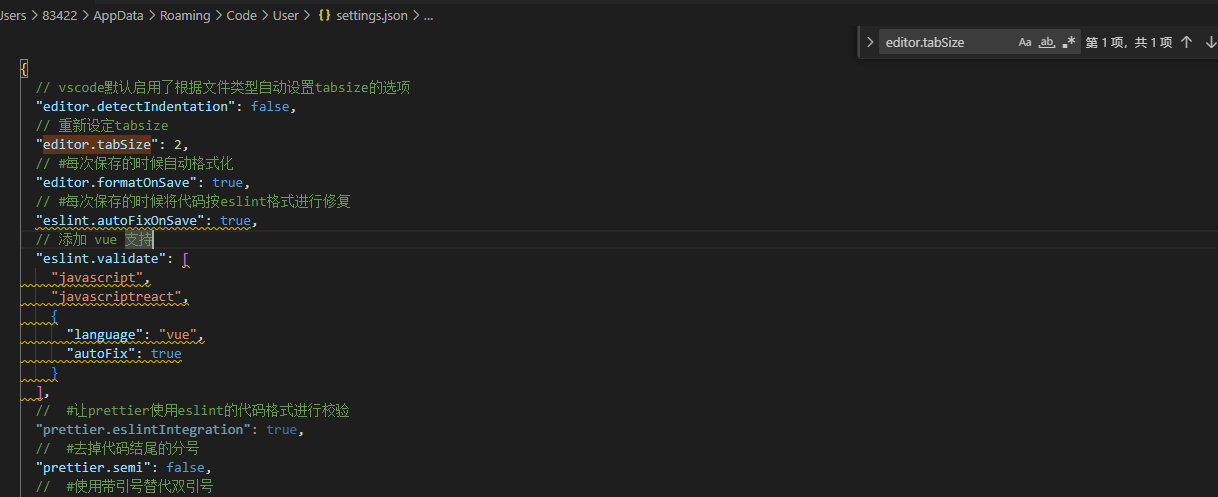 sers > 83422 > AppData > Roaming > Code > User > {} settings.json > ...
editor.tabSize Aa ab .* 第 1 项，共 1 项
{
// vscode默认启用了根据文件类型自动设置tabsize的选项
"editor.detectIndentation": false,
// 重新设定tabsize
"editor.tabSize": 2,
// #每次保存的时候自动格式化
"editor.formatOnSave": true,
// #每次保存的时候将代码按eslint格式进行修复
"eslint.autoFixOnSave": true,
// 添加 vue 支持
"eslint.validate": [
"javascript",
"javascriptreact",
{
"language": "vue",
"autoFix": true
}
],
//  #让prettier使用eslint的代码格式进行校验
"prettier.eslintIntegration": true,
//  #去掉代码结尾的分号
"prettier.semi": false,
//  #使用带引号替代双引号